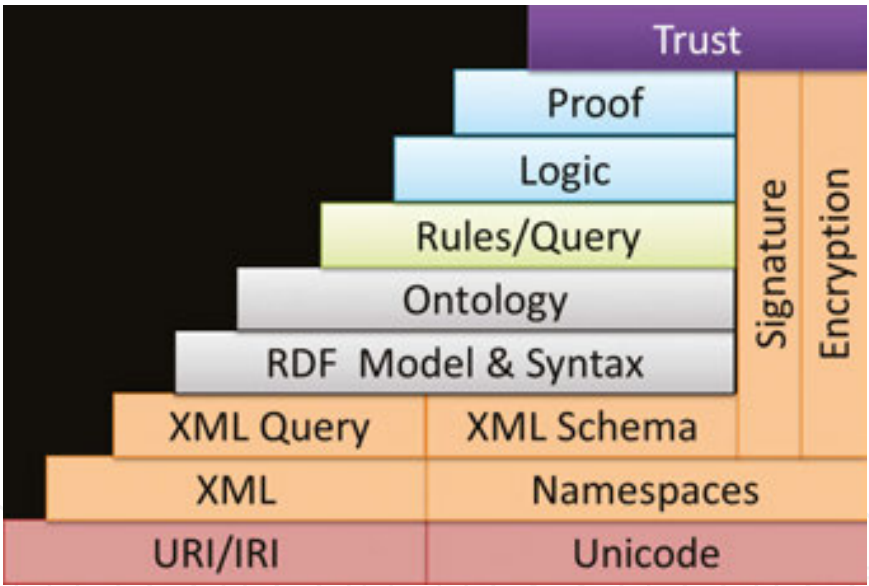 Trust
Proof
Logic
Rules/Query
Ontology
RDF Model & Syntax
XML Query XML Schema
XML Namespaces
URI/IRI Unicode
Signature
Encryption